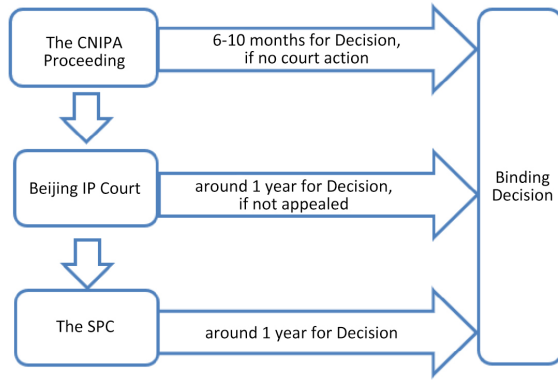 The CNIPA
Proceeding
6-10 months for Decision,
if no court action
Beijing IP Court
around 1 year for Decision,
if not appealed
Binding
Decision
The SPC
around 1 year for Decision